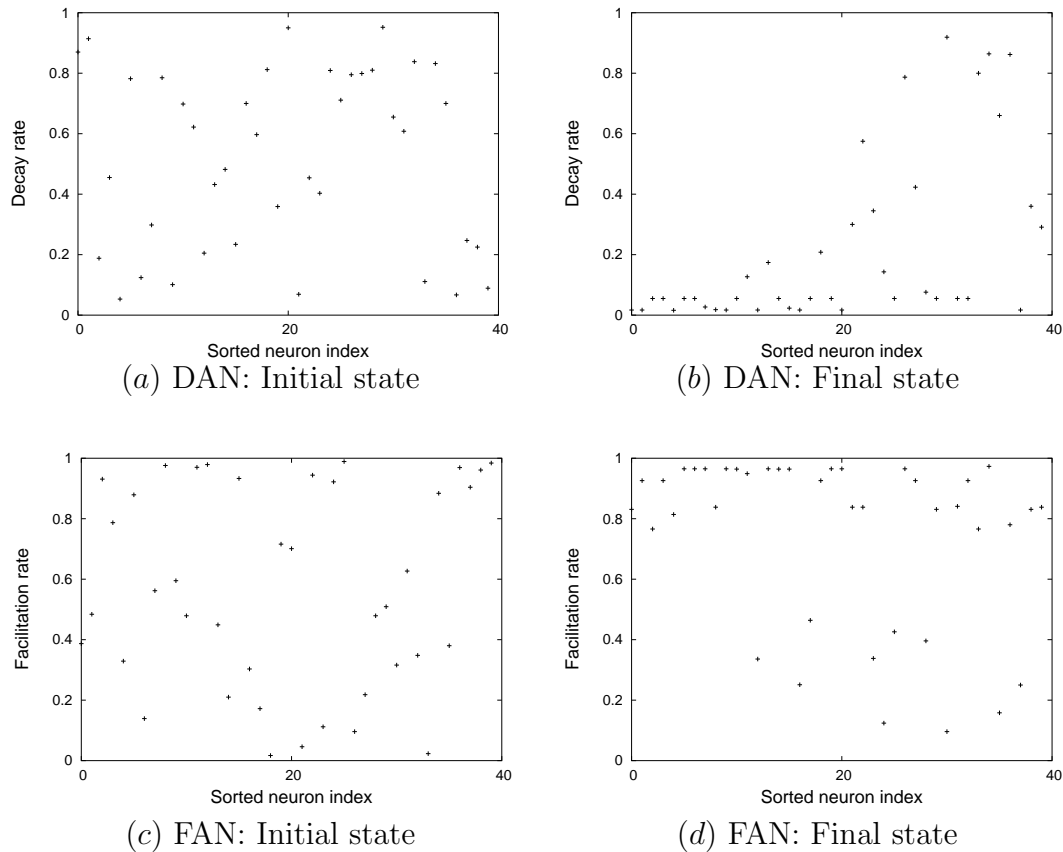 1
0.8
0.6
0.4
0.2
0
0 20 40
Decay rate
Sorted neuron index
(a) DAN: Initial state
1
0.8
0.6
0.4
0.2
0
0 20 40
Decay rate
Sorted neuron index
(b) DAN: Final state
1
0.8
0.6
0.4
0.2
0
0 20 40
Facilitation rate
Sorted neuron index
(c) FAN: Initial state
1
0.8
0.6
0.4
0.2
0
0 20 40
Facilitation rate
Sorted neuron index
(d) FAN: Final state